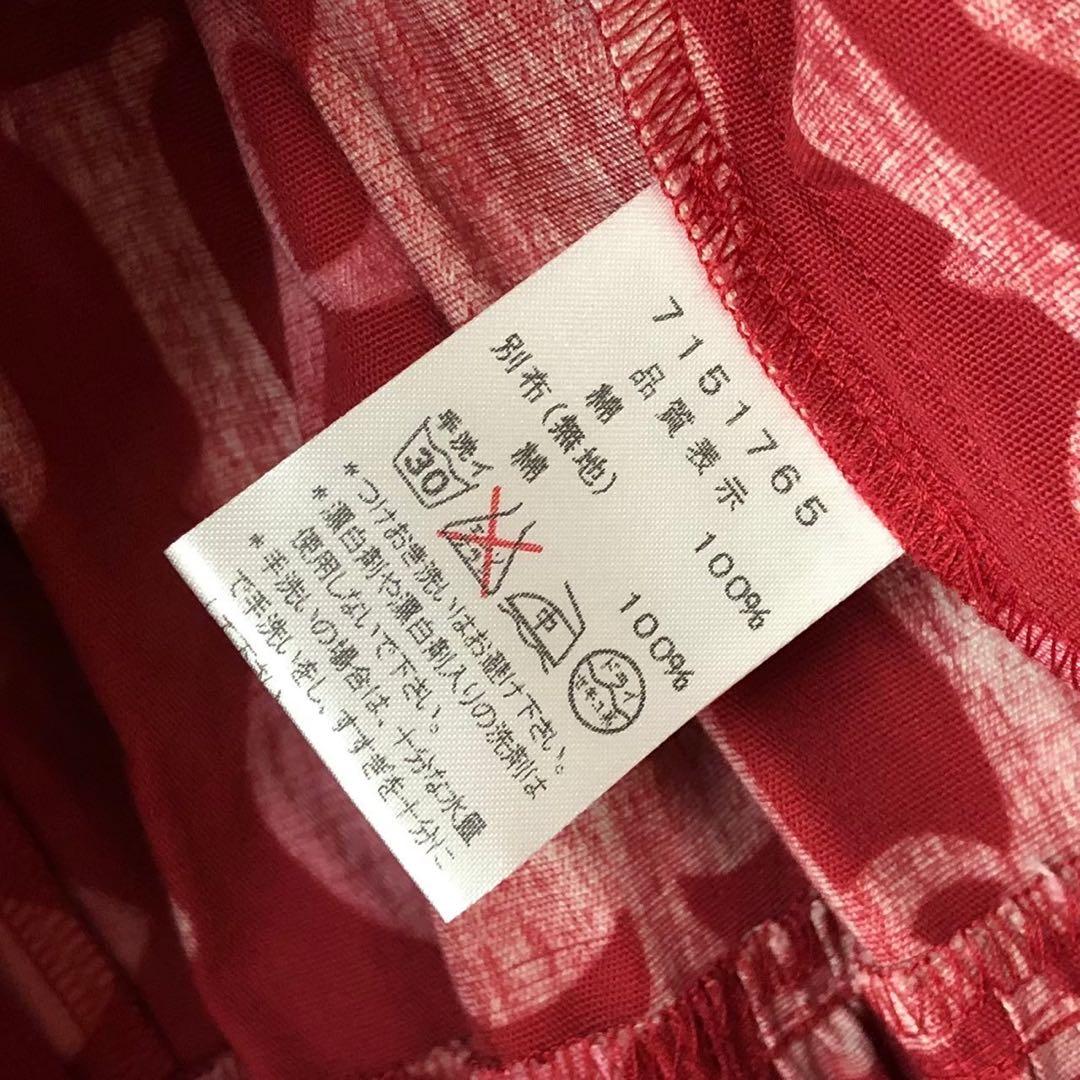 7151765
品質表示
綿 100%
別布(無地)
綿 100%
手洗イ
30
中
ドライ
*つけおき洗いはお避け下さい。
*漂白剤や漂白剤入りの洗剤は
使用しないで下さい。
*手洗いの場合は、十分な水量
で手洗いをし、すすぎを十分に